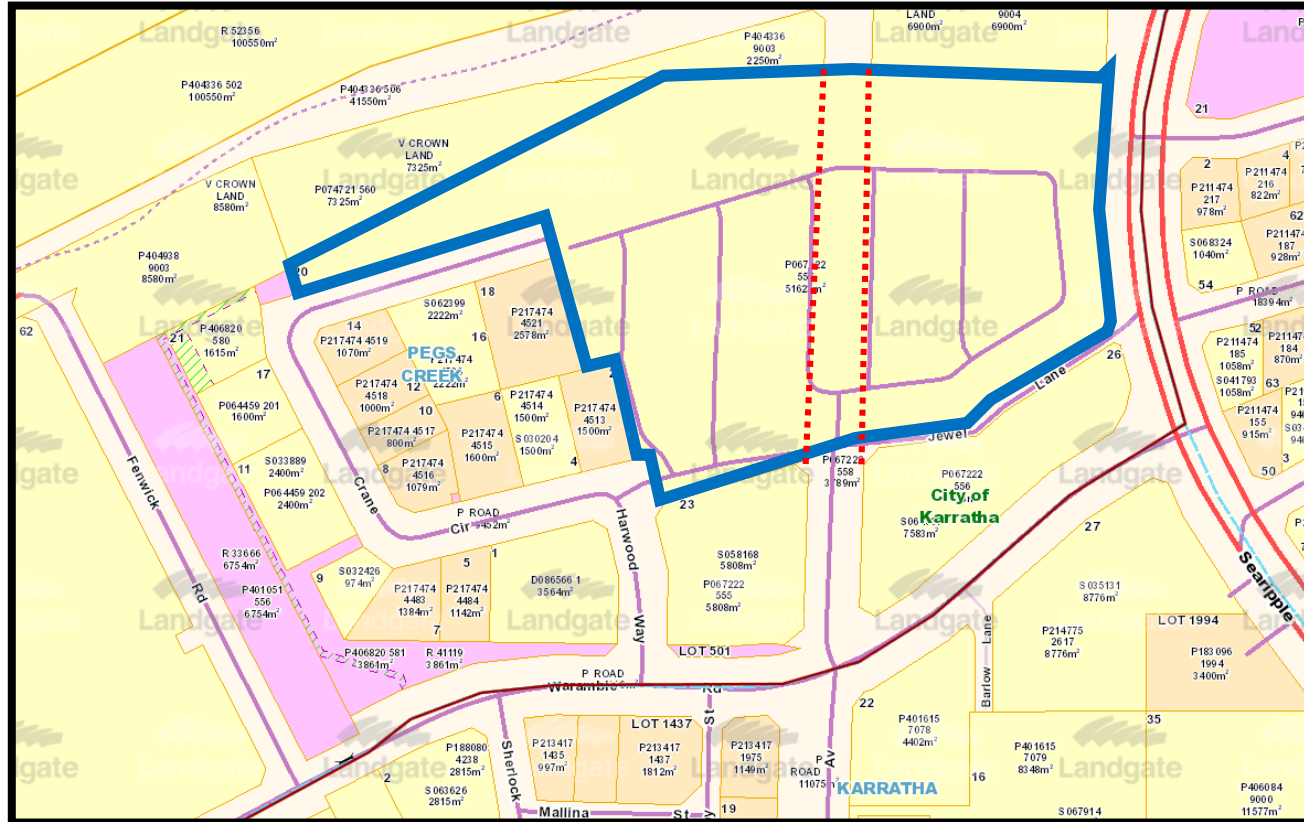 R 52356
100550m²
P404336 502
100550m²
P404336 506
41550m²
P404336
9003
2250m²
LAND
6900m²
9004
6900m²
V CROWN
LAND
7325m²
P074721 560
7325m²
V CROWN
LAND
8580m²
P404938
9003
8580m²
20
21
62
P406820
580
1615m²
17
P064459 201
1600m²
11
S033889
2400m²
P064459 202
2400m²
14
P217474 4519
1070m²
S062399
2222m²
16
18
P217474
4521
2578m²
PEGS
CREEK
2222m²
12
P217474
4518
1000m²
10
P217474 4517
800m²
8
P217474
4516
1079m²
P217474
4515
1600m²
6
P217474
4514
1500m²
S030204
1500m²
4
P217474
4513
1500m²
Crane
Cir
P ROAD
Fenwick
Rd
R 33666
6754m²
P401051
556
6754m²
9
S032426
974m²
P217474
4483
1384m²
7
5
P217474
4484
1142m²
1
D086566 1
3564m²
P406820 581
3861m²
R 41119
3861m²
Harwood
Way
23
S058168
5808m²
P067222
555
5808m²
LOT 501
Jewel
Lane
26
558
P067222
556
City of
Karratha
7583m²
27
S035131
8776m²
P214775
2617
8776m²
LOT 1994
P183096
1994
3400m²
Searipple
Barlow Lane
P ROAD
Rd
LOT 1437
P213417
1435
997m²
P213417
1437
1812m²
P213417
1975
1149m²
19
Sherlock
Mallina
St
St
P188080
4238
2815m²
S063626
2815m²
2
22
P401615
7078
4402m²
ROAD
11075m²
Av
KARRATHA
16
P401615
7079
8348m²
35
P406084
9000
11577m²
S067914
21
2
4
P211474
217
978m²
P211474
216
822m²
S068324
1040m²
P211474
187
928m²
54
P ROAD
18394m²
52
P211474
185
1058m²
S041793
1058m²
P211474
184
870m²
63
P211474
155
915m²
50
3
Landgate